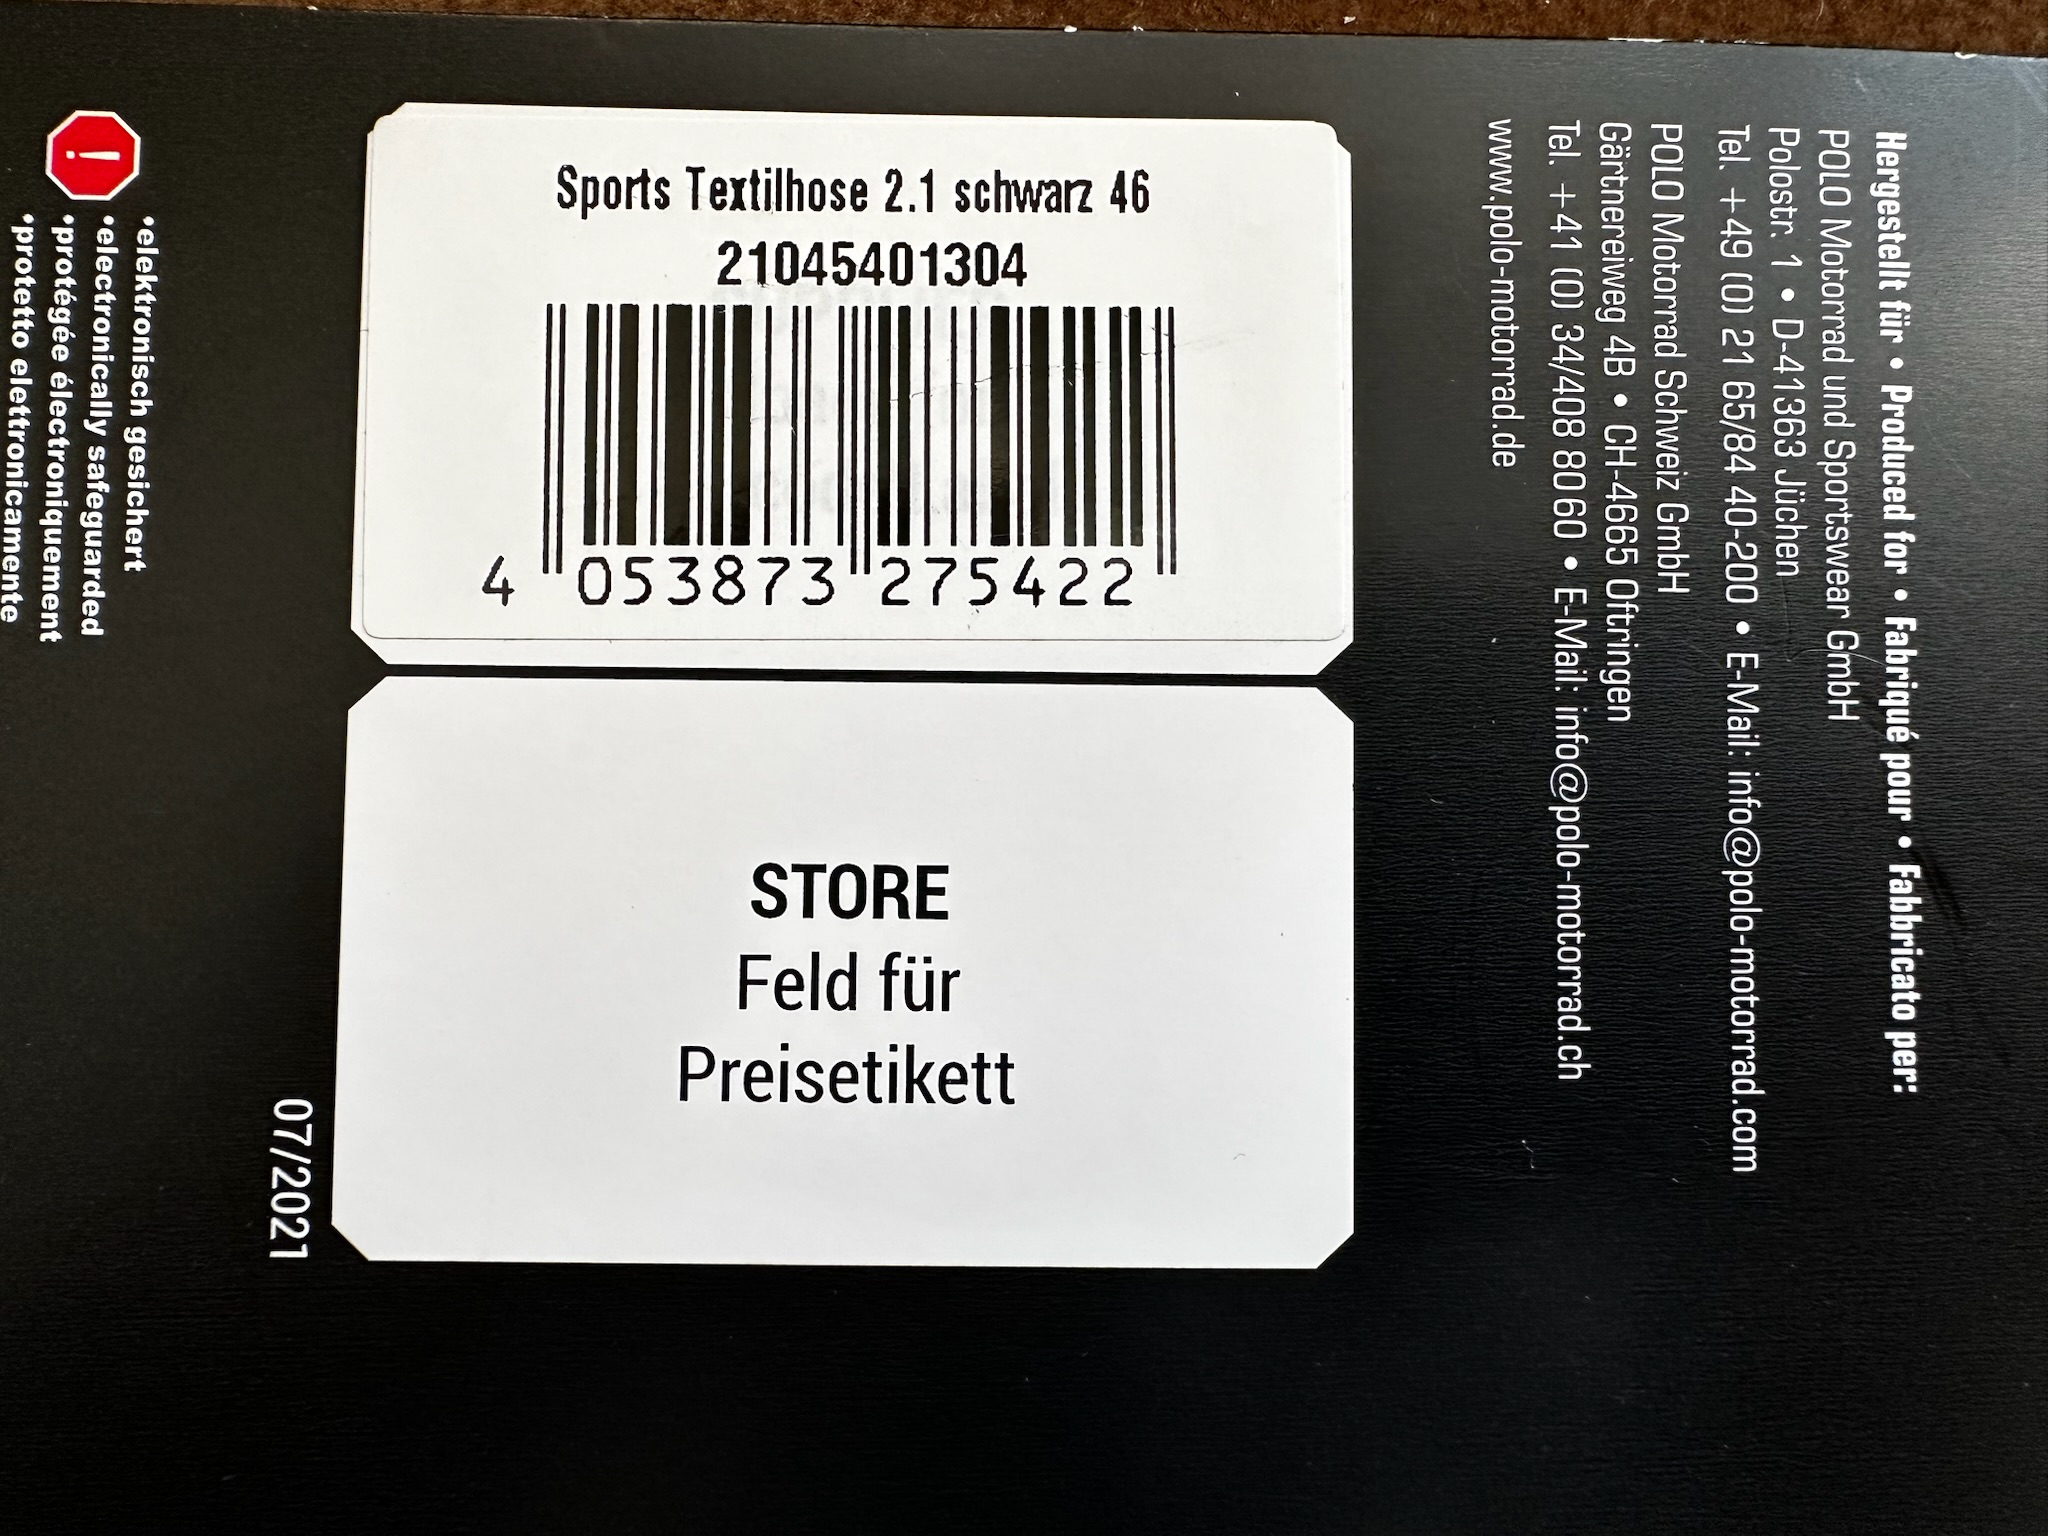 Sports Textilhose 2.1 schwarz 46
21045401304
4 053873 275422
STORE
Feld für
Preisetikett
Hergestellt für • Produced for • Fabriqué pour • Fabbricato per:
POLO Motorrad und Sportswear GmbH
Polostr. 1 • D-41363 Jüchen
Tel. +49 (0) 21 65/84 40-200 • E-Mail: info@polo-motorrad.com
POLO Motorrad Schweiz GmbH
Gärtnereiweg 4B • CH-4665 Oftringen
Tel. +41 (0) 34/408 8060 • E-Mail: info@polo-motorrad.ch
www.polo-motorrad.de
07/2021
!
•elektronisch gesichert
•electronically safeguarded
•protégée électroniquement
•protetto elettronicamente